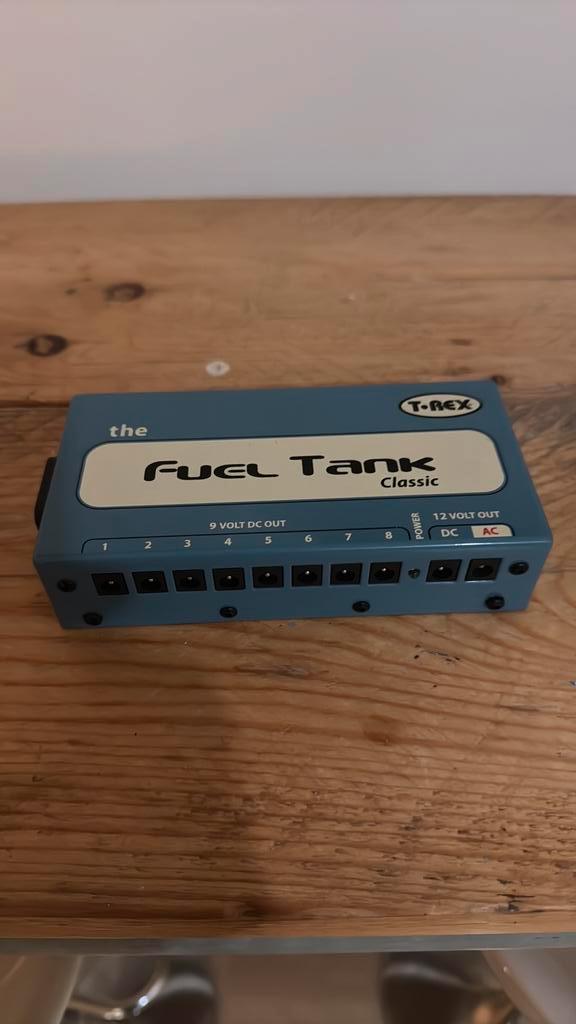 T·REX
the
Fuel Tank
Classic
9 VOLT DC OUT
1 2 3 4 5 6 7 8
POWER
12 VOLT OUT
DC AC